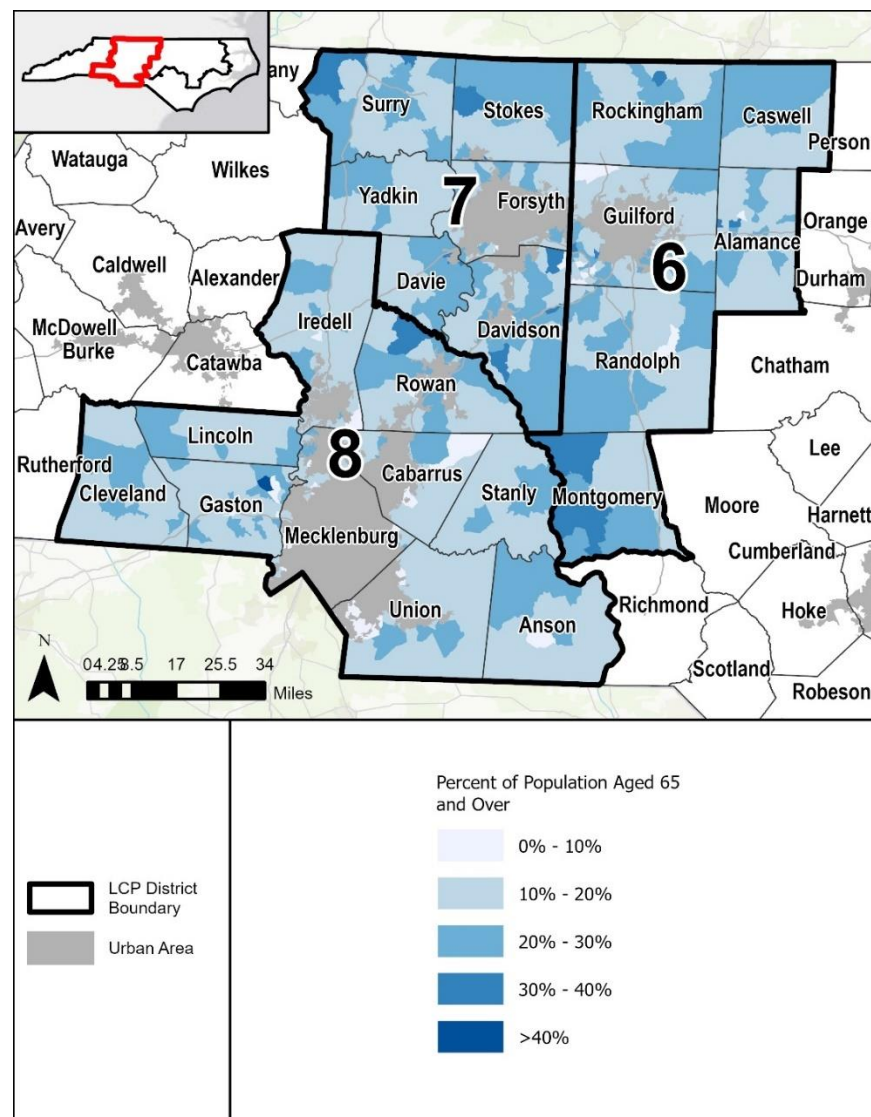 any
Surry
Stokes
Rockingham
Caswell
Person
Watauga
Wilkes
Yadkin
7
Forsyth
Guilford
Orange
Avery
Alamance
6
Caldwell
Alexander
Davie
Durham
Iredell
Davidson
McDowell
Burke
Catawba
Rowan
Randolph
Chatham
Lincoln
8
Cabarrus
Lee
Rutherford
Cleveland
Gaston
Stanly
Montgomery
Moore
Harnett
Mecklenburg
Cumberland
Union
Anson
Richmond
Hoke
Scotland
Robeson
N
04.258.5 17 25.5 34
Miles
Percent of Population Aged 65
and Over
0% - 10%
10% - 20%
20% - 30%
30% - 40%
>40%
LCP District
Boundary
Urban Area